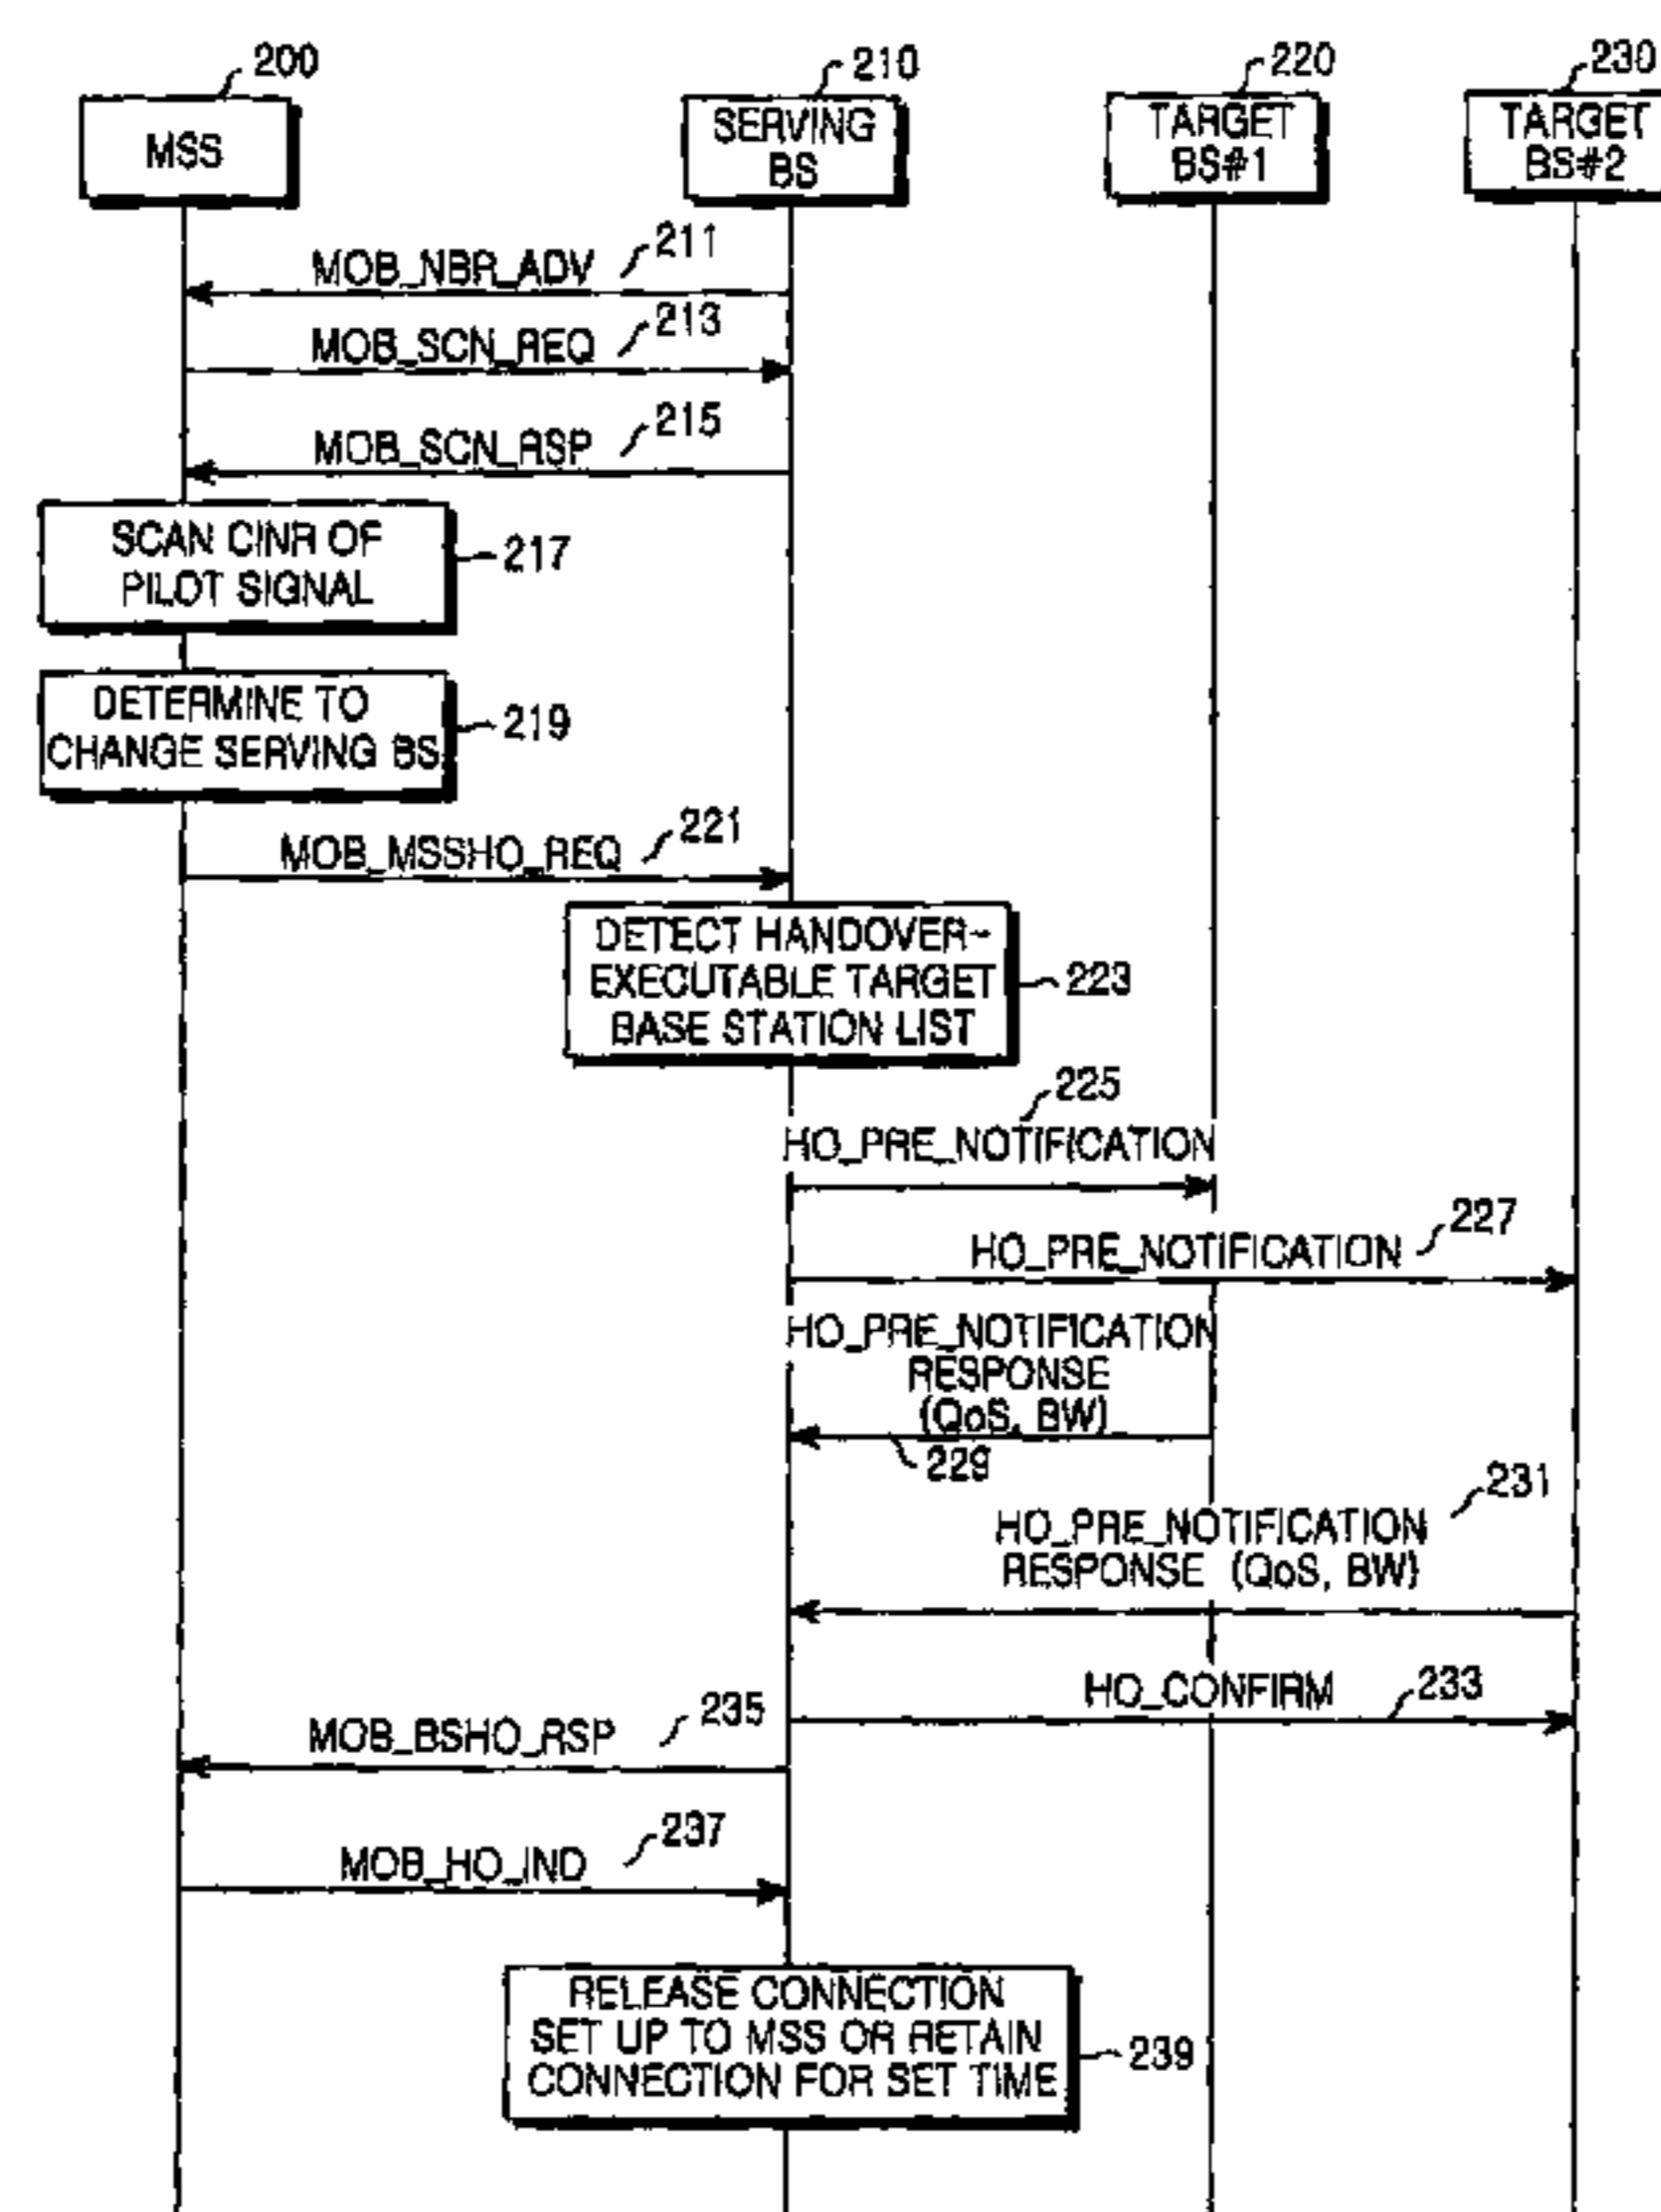 200
210
220
230
MSS
SERVING
BS
TARGET
BS#1
TARGET
BS#2
211
MOB_NBR_ADV
213
MOB_SCN_REQ
215
MOB_SCN_RSP
SCAN CINR OF
PILOT SIGNAL
217
DETERMINE TO
CHANGE SERVING BS
219
221
MOB_MSSHO_REQ
DETECT HANDOVER-
EXECUTABLE TARGET
BASE STATION LIST
223
225
HO_PRE_NOTIFICATION
227
HO_PRE_NOTIFICATION
HO_PRE_NOTIFICATION
RESPONSE
(QoS, BW)
229
231
HO_PRE_NOTIFICATION
RESPONSE (QoS, BW)
HO_CONFIRM
233
235
MOB_BSHO_RSP
237
MOB_HO_IND
RELEASE CONNECTION
SET UP TO MSS OR RETAIN
CONNECTION FOR SET TIME
239